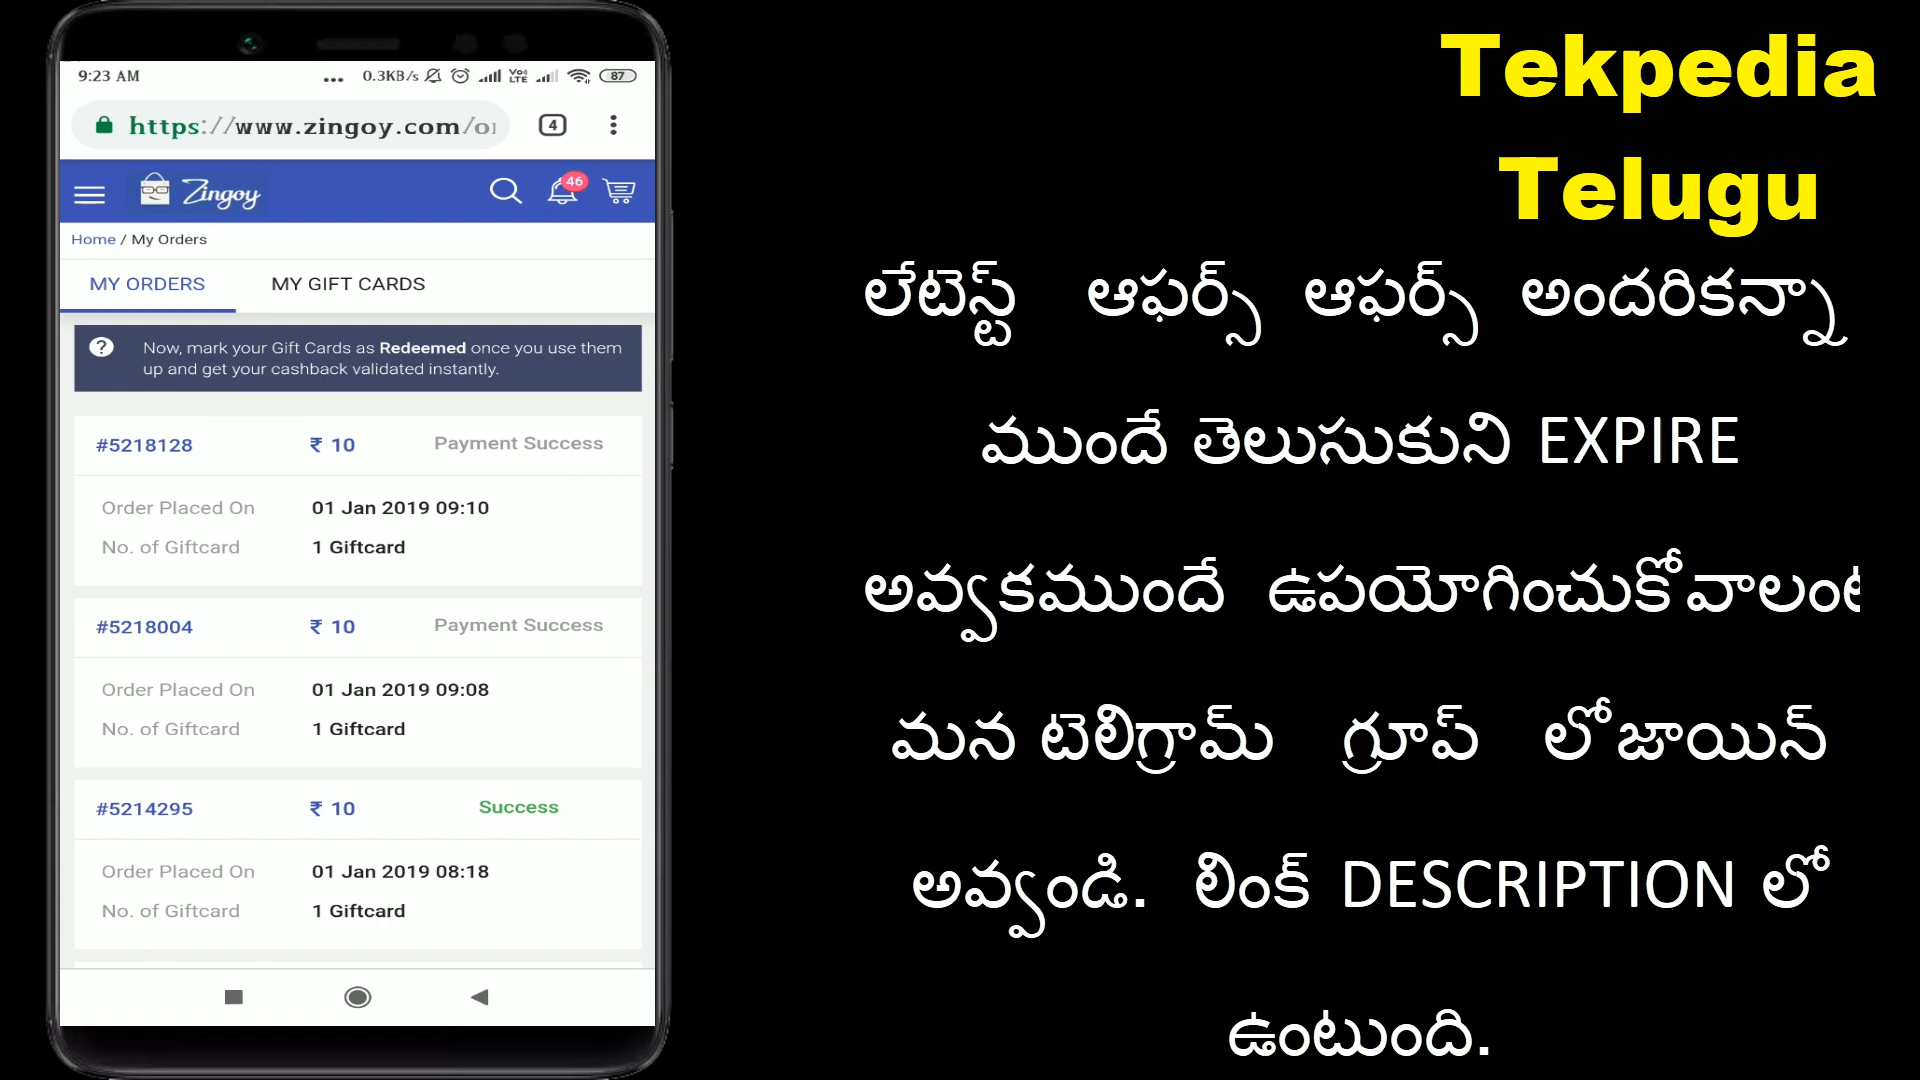 9:23 AM ... 0.3KB/s Vo) LTE 87
https://www.zingoy.com/or 4
Zingoy 46
Home / My Orders
MY ORDERS MY GIFT CARDS
? Now, mark your Gift Cards as Redeemed once you use them
up and get your cashback validated instantly.
#5218128 ₹ 10 Payment Success
Order Placed On 01 Jan 2019 09:10
No. of Giftcard 1 Giftcard
#5218004 ₹ 10 Payment Success
Order Placed On 01 Jan 2019 09:08
No. of Giftcard 1 Giftcard
#5214295 ₹ 10 Success
Order Placed On 01 Jan 2019 08:18
No. of Giftcard 1 Giftcard
Tekpedia
Telugu
లేటెస్ట్ ఆఫర్స్ ఆఫర్స్ అందరికన్నా
ముందే తెలుసుకుని EXPIRE
అవ్వకముందే ఉపయోగించుకోవాలంట
మన టెలిగ్రామ్ గ్రూప్ లోజాయిన్
అవ్వండి. లింక్ DESCRIPTION లో
ఉంటుంది.